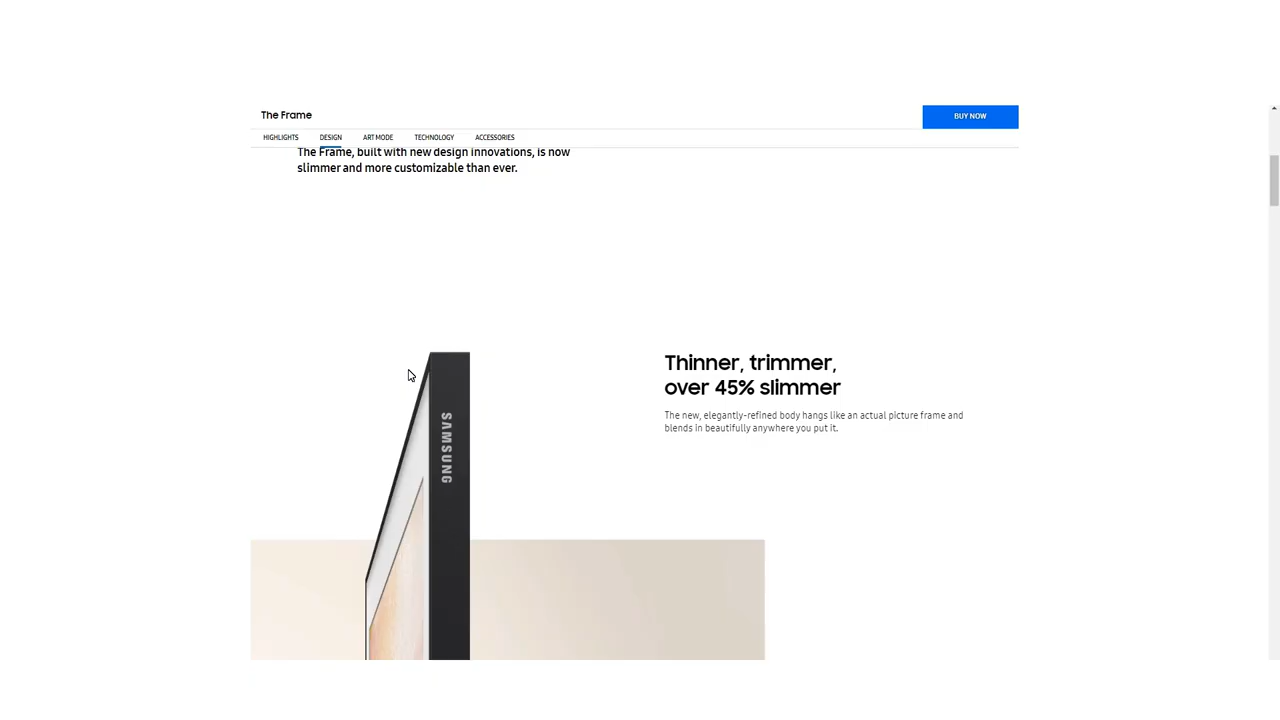 The Frame
BUY NOW
HIGHLIGHTS DESIGN ART MODE TECHNOLOGY ACCESSORIES
The Frame, built with new design innovations, is now
slimmer and more customizable than ever.
Thinner, trimmer,
over 45% slimmer
The new, elegantly-refined body hangs like an actual picture frame and
blends in beautifully anywhere you put it.
SAMSUNG